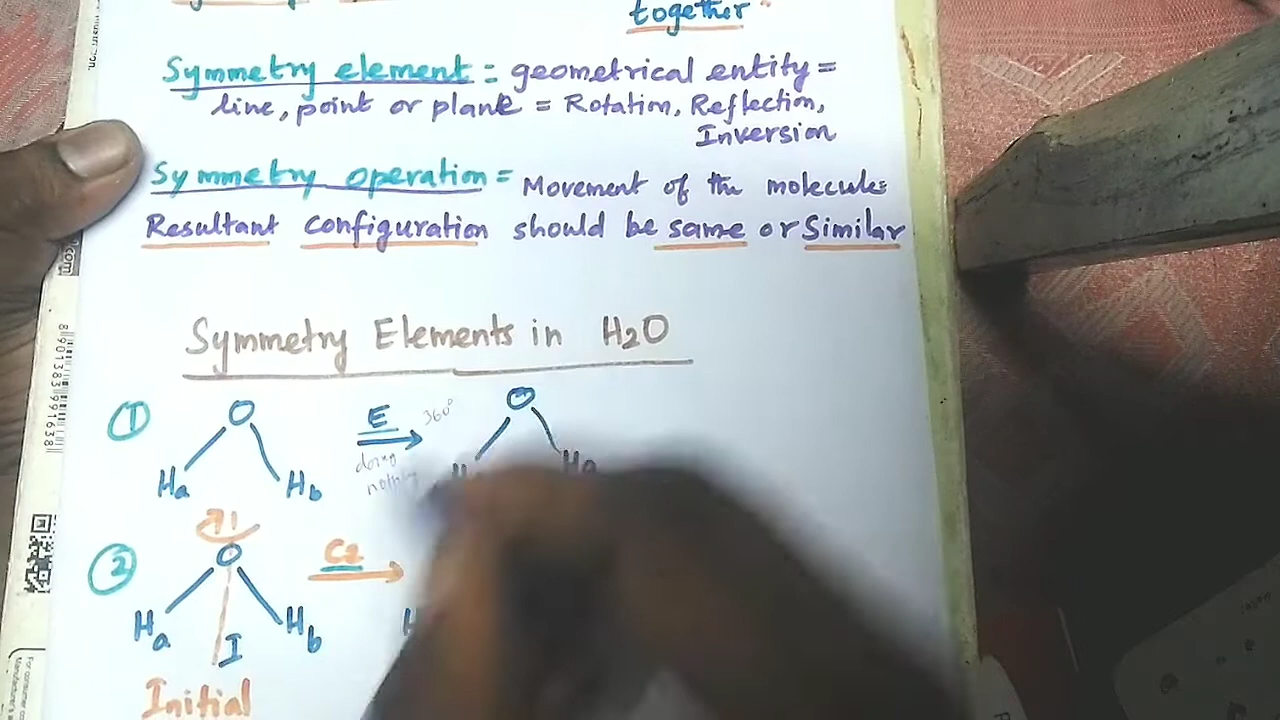 together"
Symmetry element = geometrical entity =
line, point or plane = Rotation, Reflection,
Inversion
Symmetry operation = Movement of the molecule
Resultant configuration should be same or Similar
Symmetry Elements in H2O
1 O E 360° O
doing
nothing
Ha Hb H Ha
2 O C2
Ha Hb H
I
Initial
8901383991638